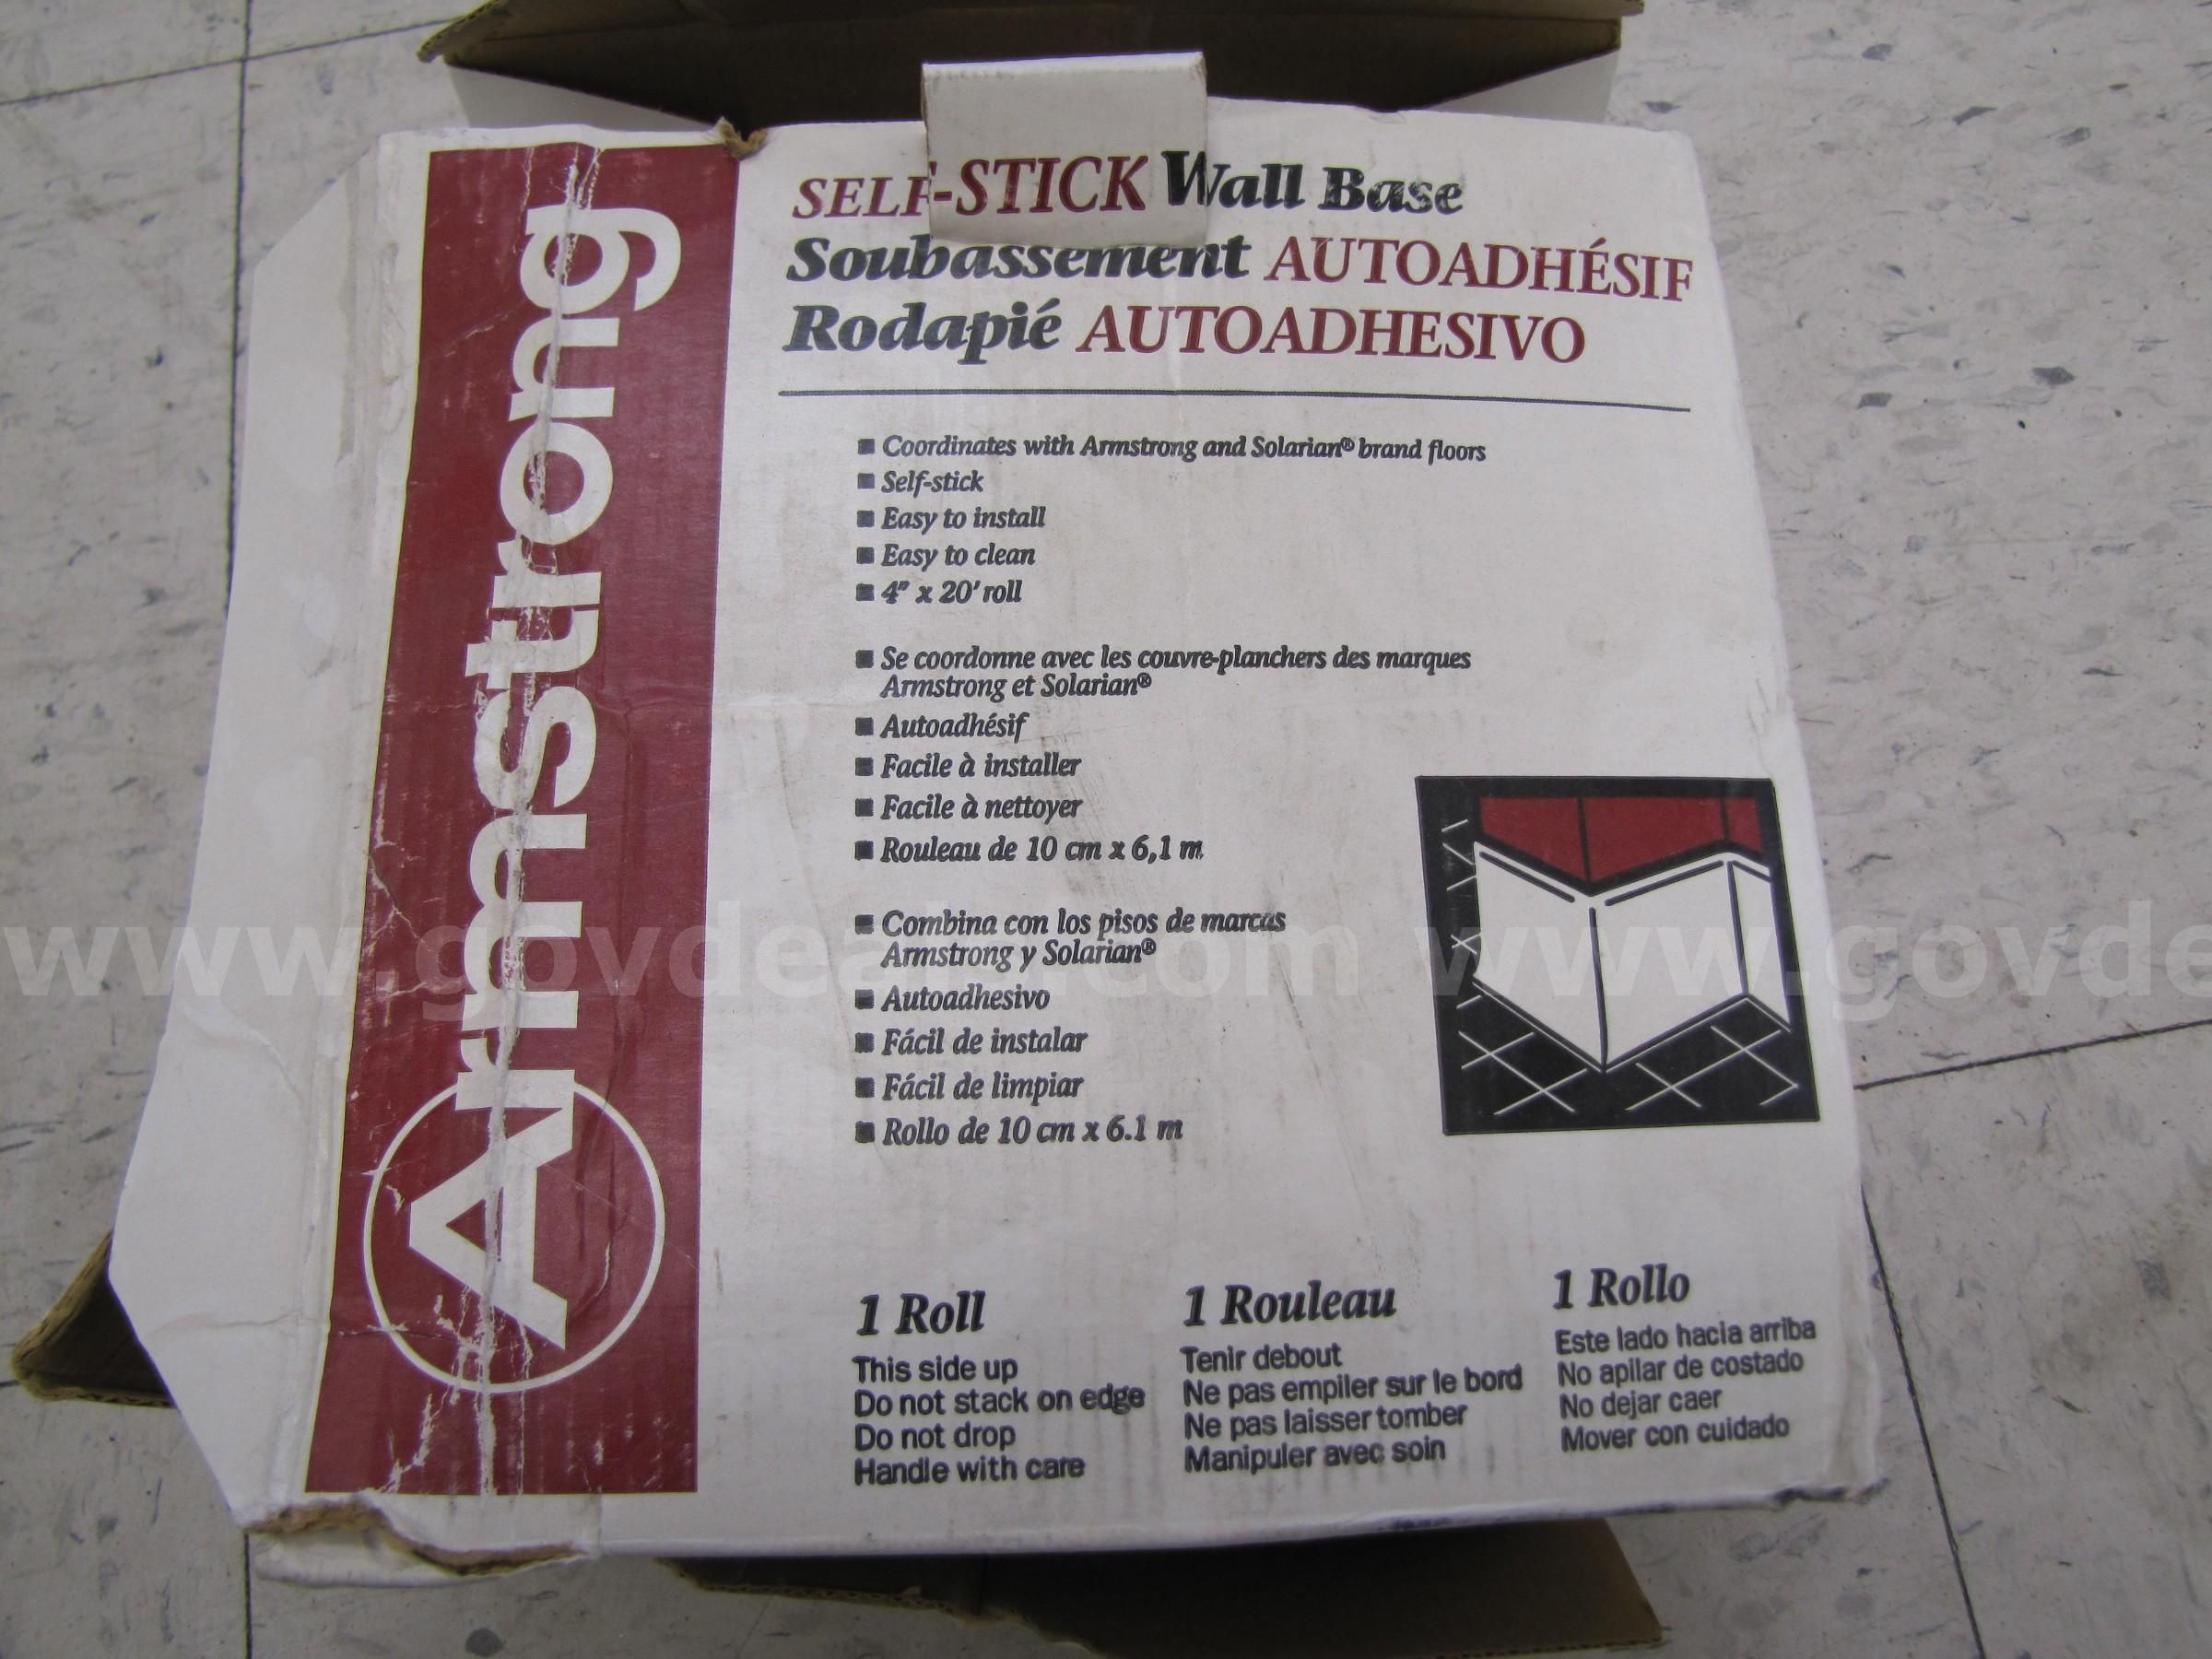 Armstrong
SELF-STICK Wall Base
Soubassement AUTOADHÉSIF
Rodapié AUTOADHESIVO
■ Coordinates with Armstrong and Solarian® brand floors
■ Self-stick
■ Easy to install
■ Easy to clean
■ 4" x 20' roll
■ Se coordonne avec les couvre-planchers des marques
Armstrong et Solarian®
■ Autoadhésif
■ Facile à installer
■ Facile à nettoyer
■ Rouleau de 10 cm x 6,1 m
■ Combina con los pisos de marcas
Armstrong y Solarian®
■ Autoadhesivo
■ Fácil de instalar
■ Fácil de limpiar
■ Rollo de 10 cm x 6.1 m
www.govdeals.com www.govde
1 Roll
This side up
Do not stack on edge
Do not drop
Handle with care
1 Rouleau
Tenir debout
Ne pas empiler sur le bord
Ne pas laisser tomber
Manipuler avec soin
1 Rollo
Este lado hacia arriba
No apilar de costado
No dejar caer
Mover con cuidado